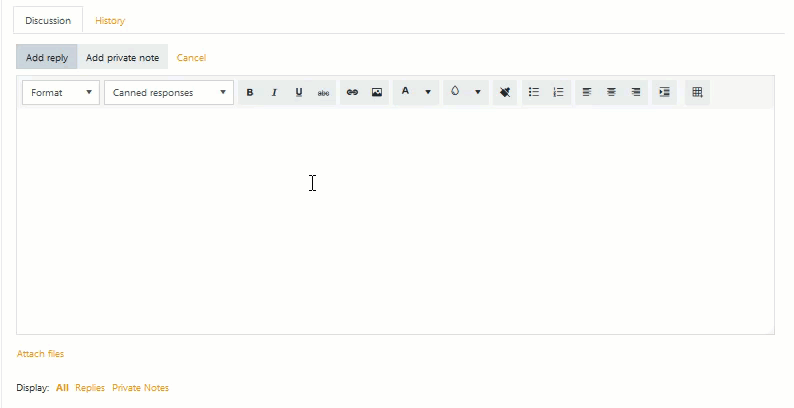 Discussion History
Add reply Add private note Cancel
Format Canned responses B I U abc A
Attach files
Display: All Replies Private Notes